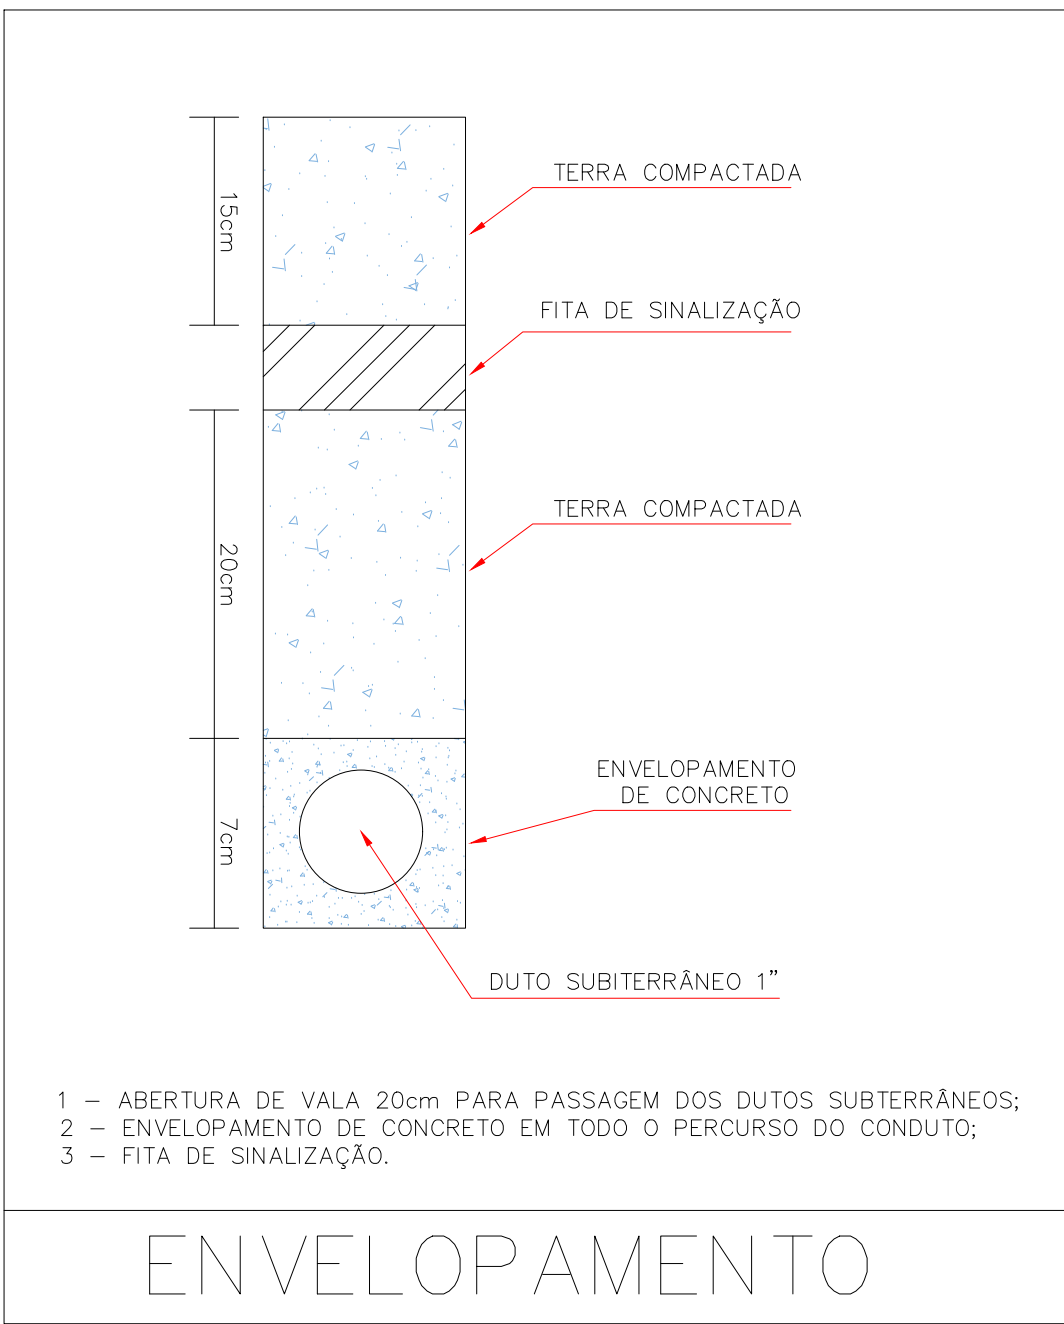 15cm
TERRA COMPACTADA
FITA DE SINALIZAÇÃO
20cm
TERRA COMPACTADA
7cm
ENVELOPAMENTO
DE CONCRETO
DUTO SUBITERRÂNEO 1”
1 – ABERTURA DE VALA 20cm PARA PASSAGEM DOS DUTOS SUBTERRÂNEOS;
2 – ENVELOPAMENTO DE CONCRETO EM TODO O PERCURSO DO CONDUTO;
3 – FITA DE SINALIZAÇÃO.
ENVELOPAMENTO